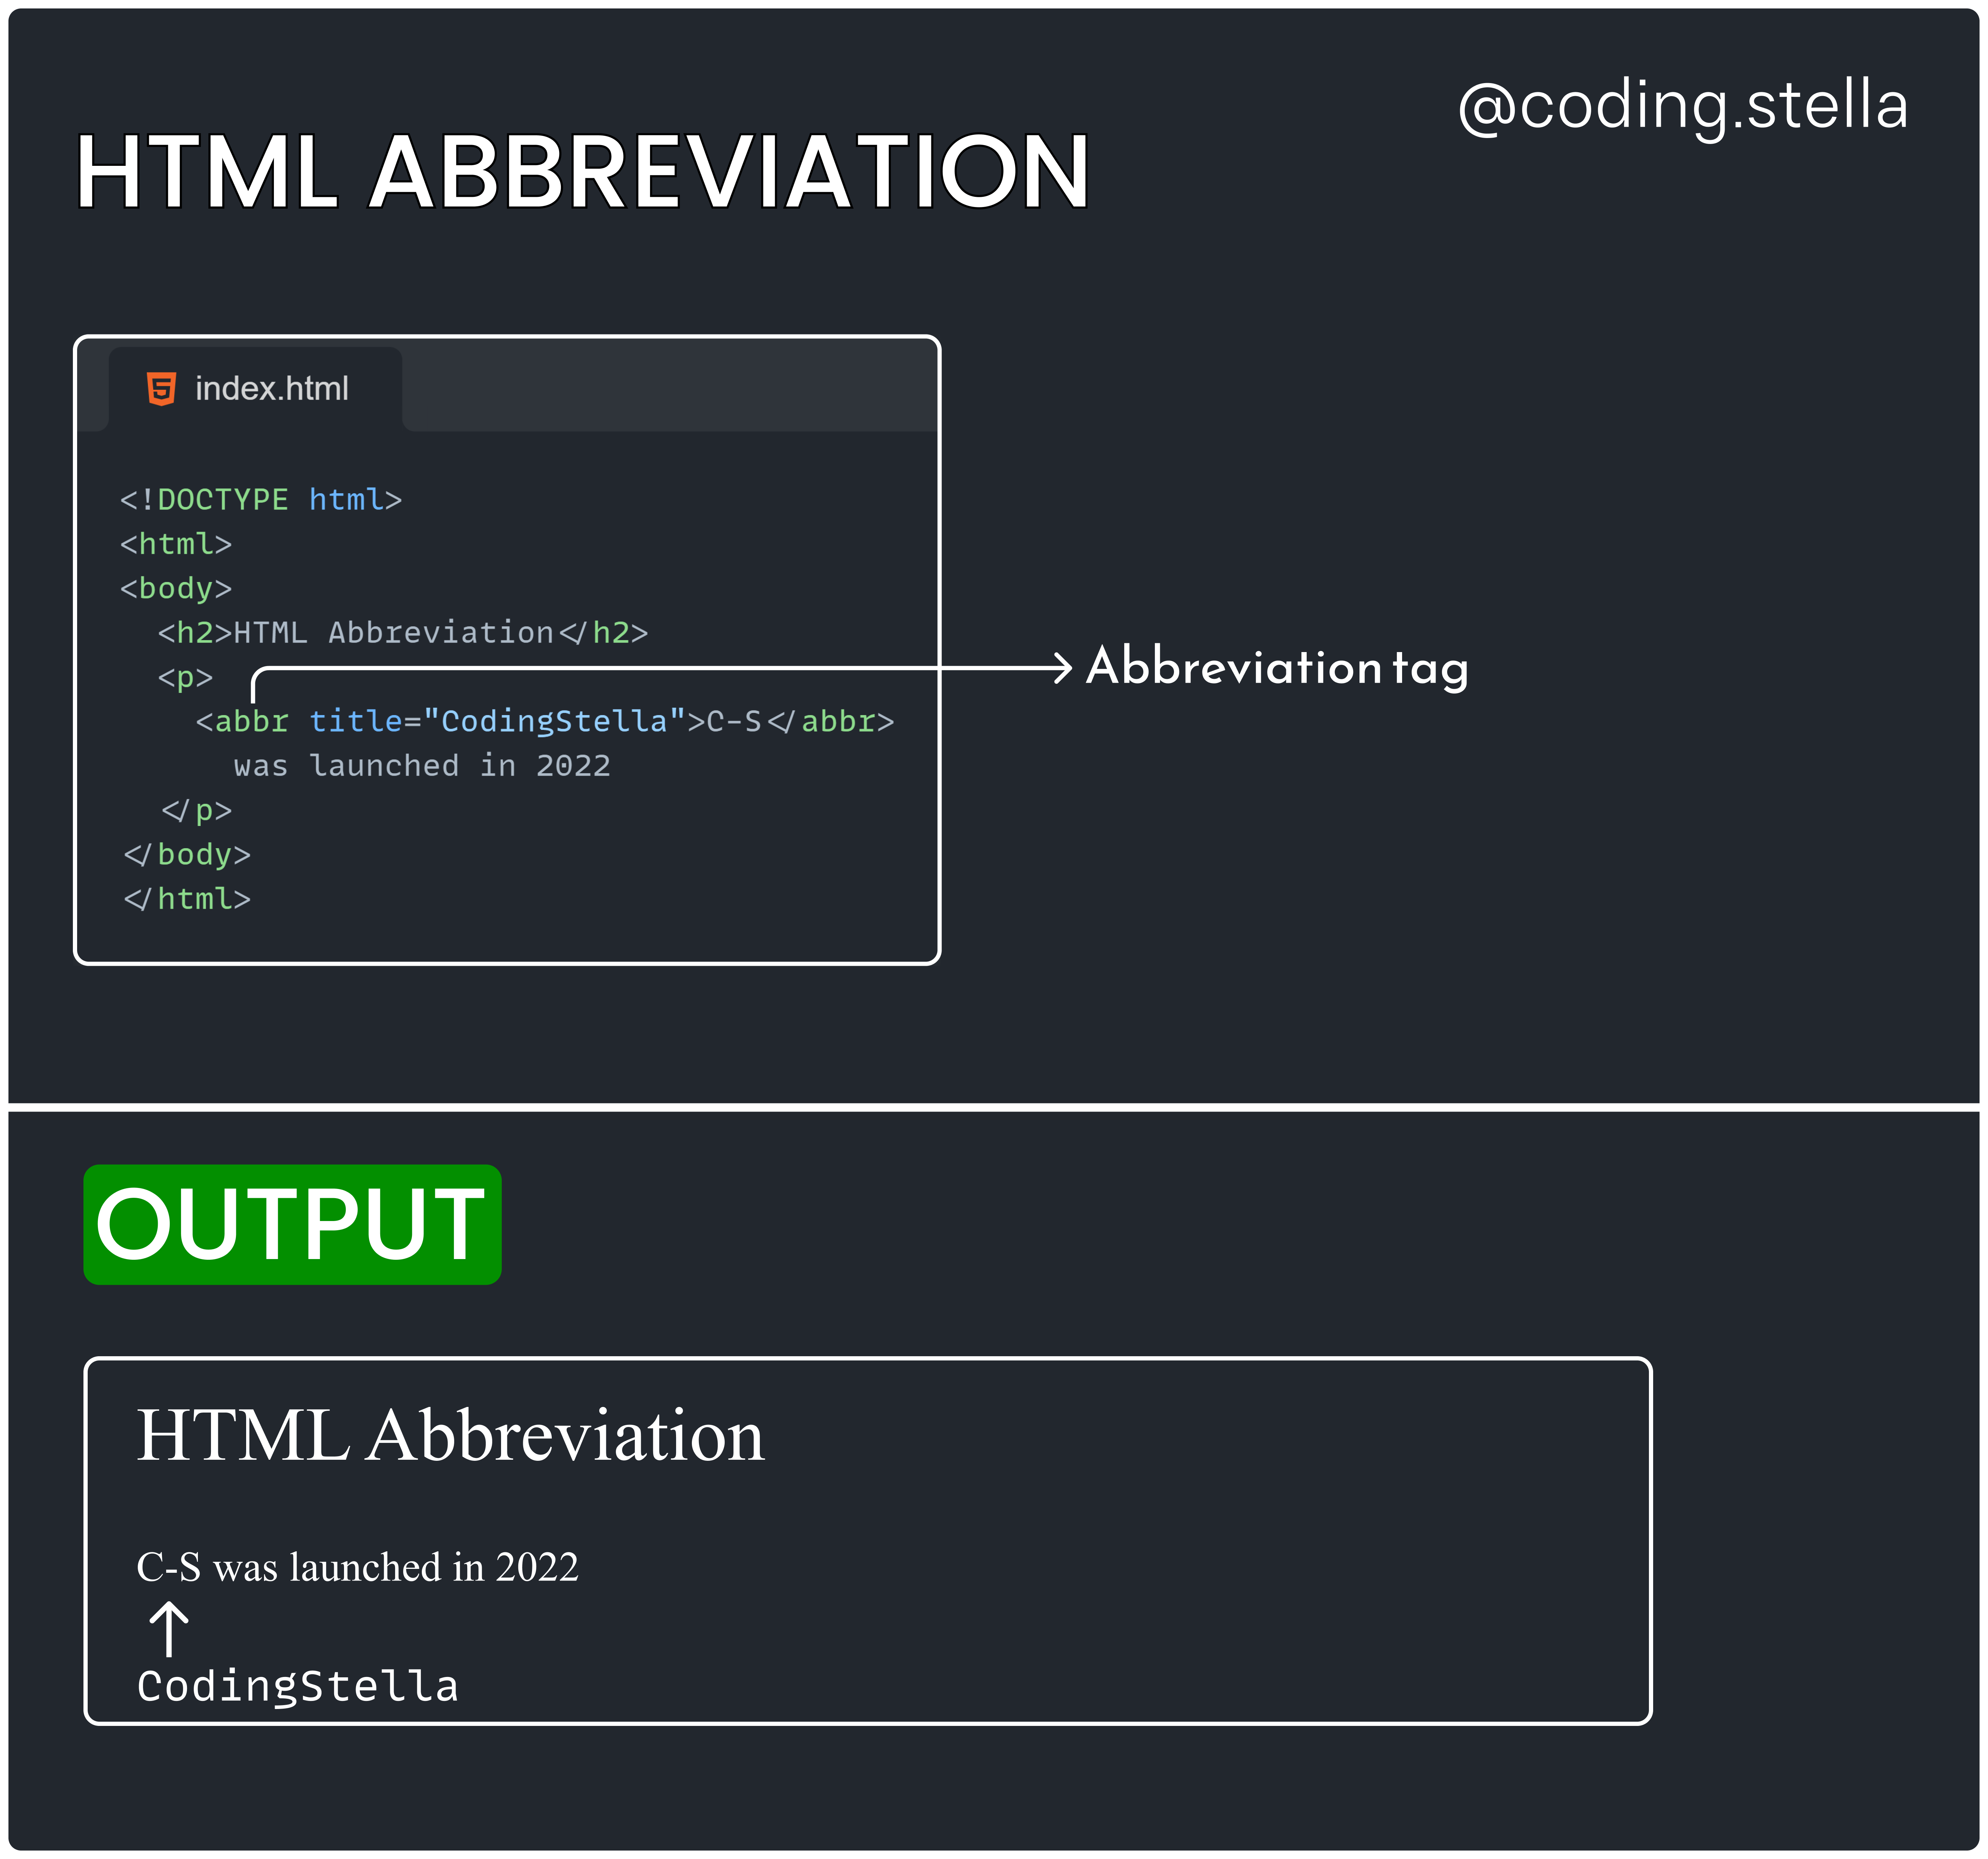 @coding.stella
HTML ABBREVIATION
index.html
<!DOCTYPE html>
<html>
<body>
<h2>HTML Abbreviation</h2>
<p>
Abbreviation tag
<abbr title="CodingStella">C-S</abbr>
was launched in 2022
</p>
</body>
</html>
OUTPUT
HTML Abbreviation
C-S was launched in 2022
CodingStella